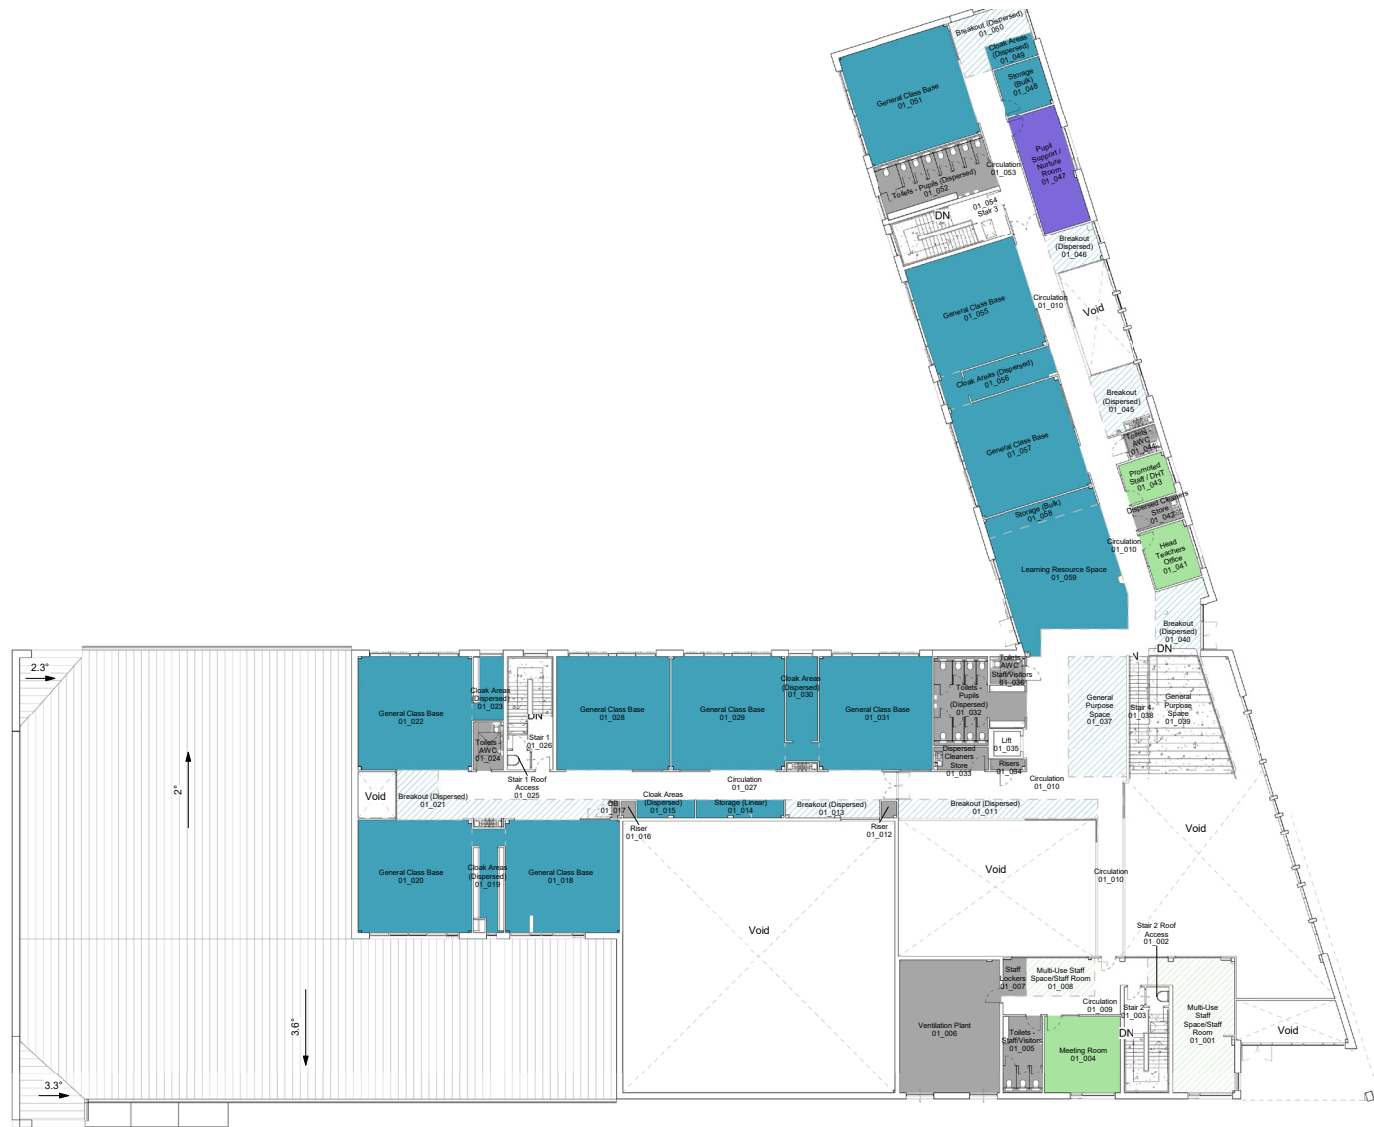 Breakout (Dispersed)
01_050
Cloak Areas
(Dispersed)
01_049
Storage
(Bulk)
01_048
General Class Base
01_051
Pupil
Support /
Nurture
Room
01_047
Circulation
01_053
Toilets - Pupils (Dispersed)
01_052
01_054
Stair 3
DN
Breakout
(Dispersed)
01_046
General Class Base
01_055
Circulation
01_010
Void
Cloak Areas (Dispersed)
01_056
Breakout
(Dispersed)
01_045
General Class Base
01_057
Toilets -
AWC
01_044
Promoted
Staff / DHT
01_043
Storage (Bulk)
01_058
Dispersed Cleaners
Store
01_042
Circulation
01_010
Head
Teachers
Office
01_041
Learning Resource Space
01_059
Breakout
(Dispersed)
01_040
DN
N
2.3°
General Class Base
01_022
Cloak Areas
(Dispersed)
01_023
DN
Toilets -
AWC
01_024
Stair 1
01_026
General Class Base
01_028
General Class Base
01_029
Cloak Areas
(Dispersed)
01_030
General Class Base
01_031
Toilets -
Pupils
(Dispersed)
01_032
Toilets -
AWC -
Staff/Visitors
01_036
General
Purpose
Space
01_037
Stair 4
01_038
General
Purpose
Space
01_039
Lift
01_035
Dispersed
Cleaners
Store
01_033
Risers
01_034
Stair 1 Roof
Access
01_025
Circulation
01_027
Circulation
01_010
2°
Void
Breakout (Dispersed)
01_021
DB
01_017
Cloak Areas
(Dispersed)
01_015
Storage (Linear)
01_014
Breakout (Dispersed)
01_013
Breakout (Dispersed)
01_011
Riser
01_016
Riser
01_012
Void
General Class Base
01_020
Cloak Areas
(Dispersed)
01_019
General Class Base
01_018
Void
Circulation
01_010
Void
Stair 2 Roof
Access
01_002
Staff
Lockers
01_007
Multi-Use Staff
Space/Staff Room
01_008
Circulation
01_009
Stair 2
01_003
DN
Multi-Use
Staff
Space/Staff
Room
01_001
Void
3.6°
Ventilation Plant
01_006
Toilets -
Staff/Visitors
01_005
Meeting Room
01_004
3.3°